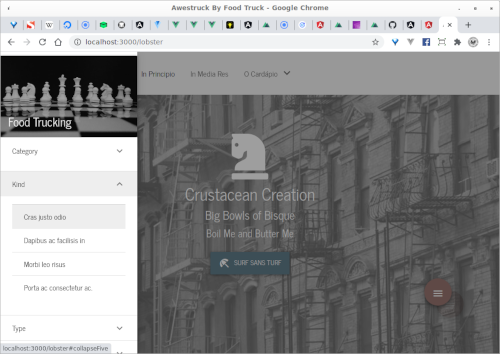 Awestruck By Food Truck - Google Chrome
localhost:3000/lobster
In Principio
In Media Res
O Cardápio
Food Trucking
Category
Kind
Cras justo odio
Dapibus ac facilisis in
Morbi leo risus
Porta ac consectetur ac.
Type
Crustacean Creation
Big Bowls of Bisque
Boil Me and Butter Me
SURF SANS TURF
localhost:3000/lobster#collapseFive